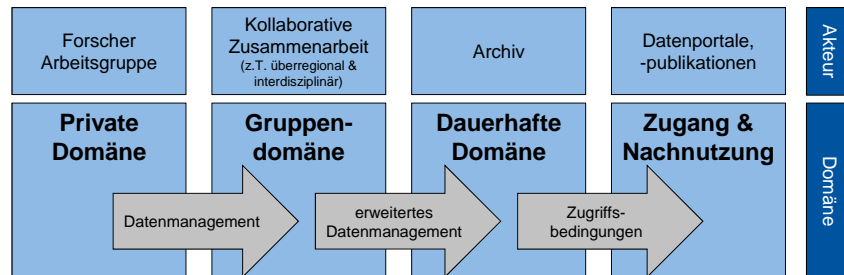 Forscher
Arbeitsgruppe
Kollaborative
Zusammenarbeit
(z.T. überregional &
interdisziplinär)
Archiv
Datenportale,
-publikationen
Akteur
Private
Domäne
Gruppen-
domäne
Dauerhafte
Domäne
Zugang &
Nachnutzung
Domäne
Datenmanagement
erweitertes
Datenmanagement
Zugriffs-
bedingungen